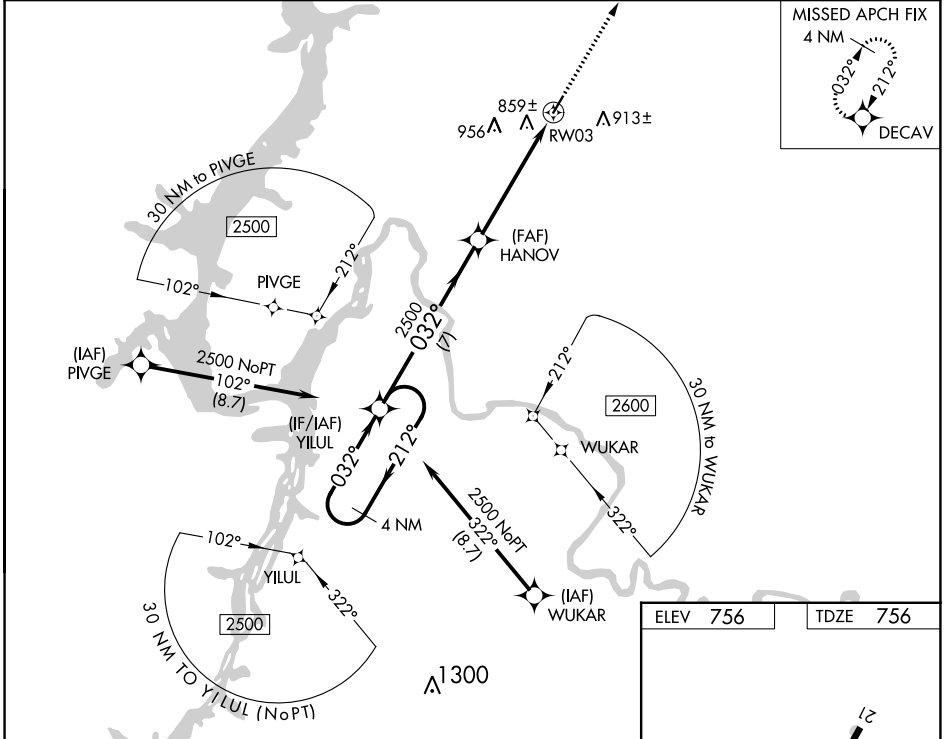 MISSED APCH FIX
4 NM
032°
212°
DECAV
859±
956
913±
RW03
30 NM to PIVGE
2500
212°
102°
PIVGE
(FAF)
HANOV
2500
032°
(7)
(IAF)
PIVGE
2500 NoPT
102°
(8.7)
(IF/IAF)
YILUL
032°
212°
4 NM
212°
2600
30 NM to WUKAR
WUKAR
322°
2500 NoPT
322°
(8.7)
(IAF)
WUKAR
102°
YILUL
322°
2500
30 NM TO YILUL (NoPT)
1300
ELEV 756
TDZE 756
21